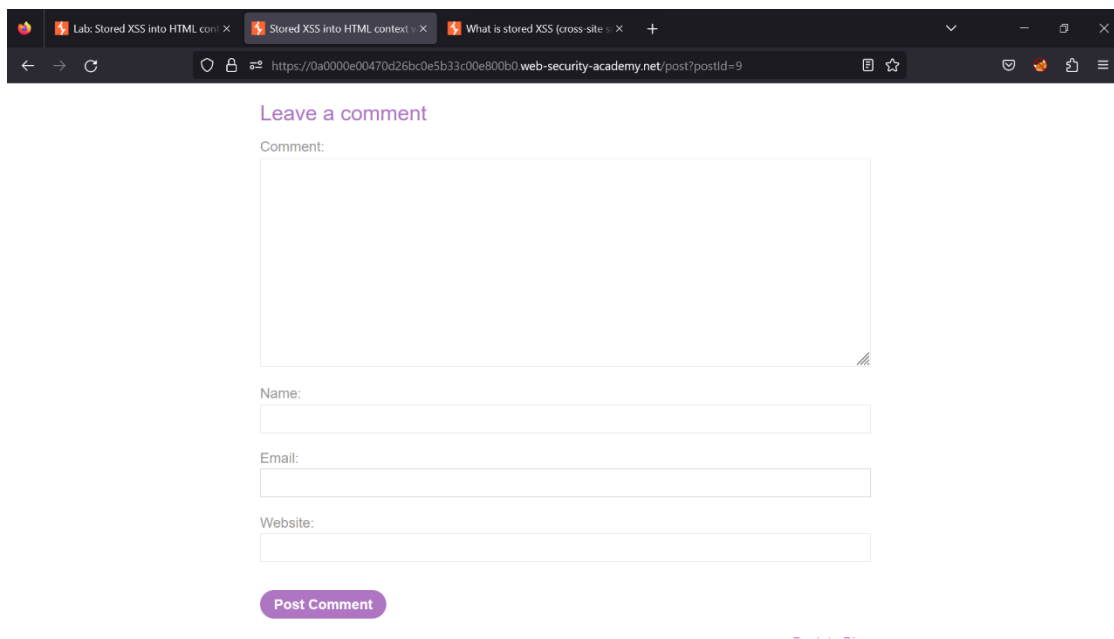 Lab: Stored XSS into HTML cont
Stored XSS into HTML context v
What is stored XSS (cross-site s
https://0a0000e00470d26bc0e5b33c00e800b0.web-security-academy.net/post?postId=9
Leave a comment
Comment:
Name:
Email:
Website:
Post Comment